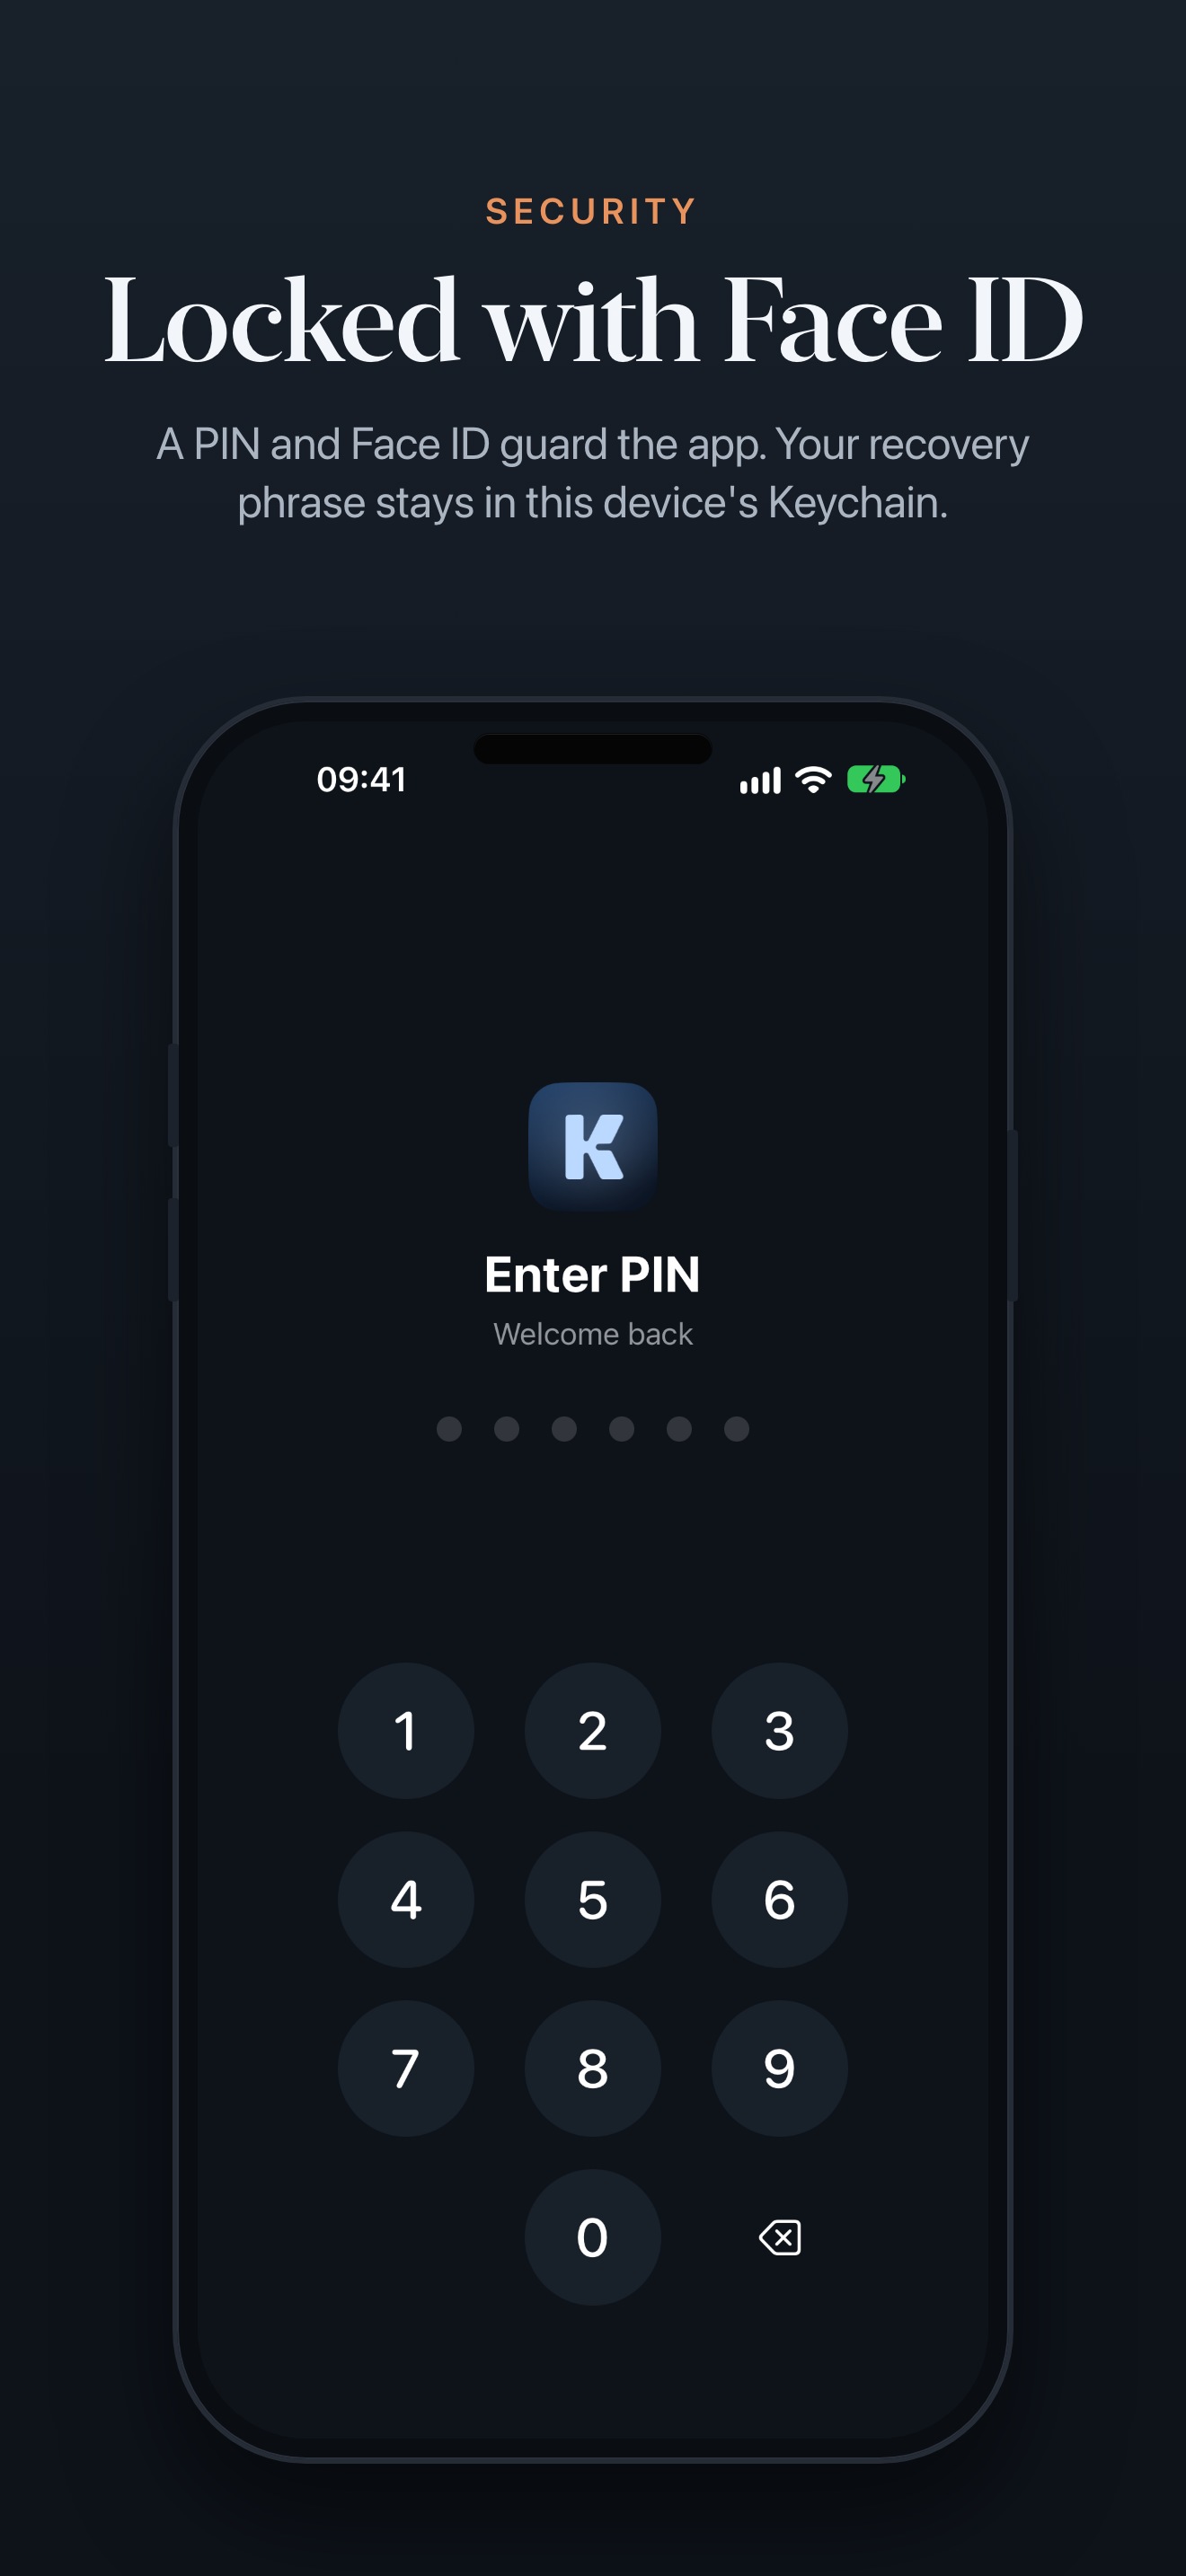 SECURITY
Locked with Face ID
A PIN and Face ID guard the app. Your recovery
phrase stays in this device's Keychain.
09:41
K
Enter PIN
Welcome back
1 2 3
4 5 6
7 8 9
0